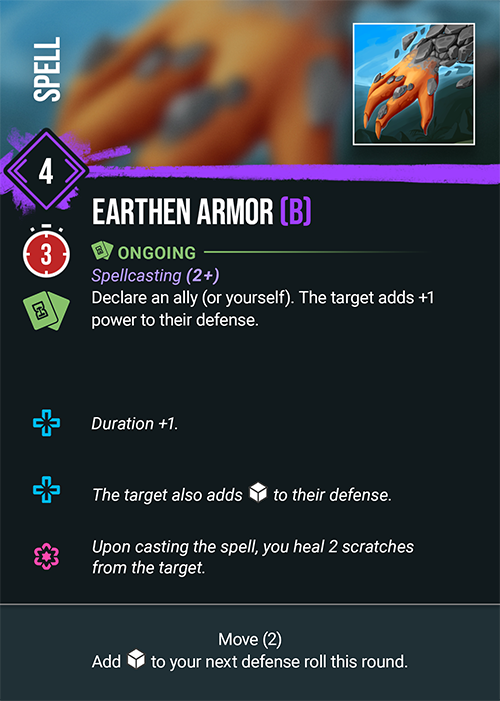 SPELL
4
EARTHEN ARMOR (B)
3
ONGOING
Spellcasting (2+)
Declare an ally (or yourself). The target adds +1
power to their defense.
Duration +1.
The target also adds to their defense.
Upon casting the spell, you heal 2 scratches
from the target.
Move (2)
Add to your next defense roll this round.